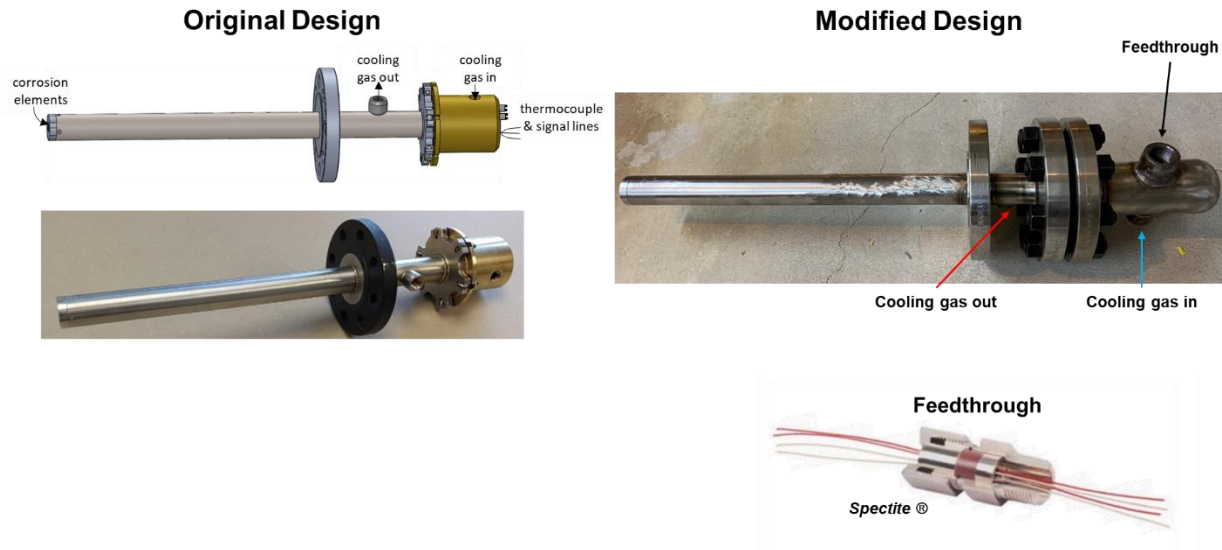 Original Design
corrosion
elements
cooling
gas out
cooling
gas in
thermocouple
& signal lines
Modified Design
Feedthrough
Cooling gas out
Cooling gas in
Feedthrough
Spectite ®